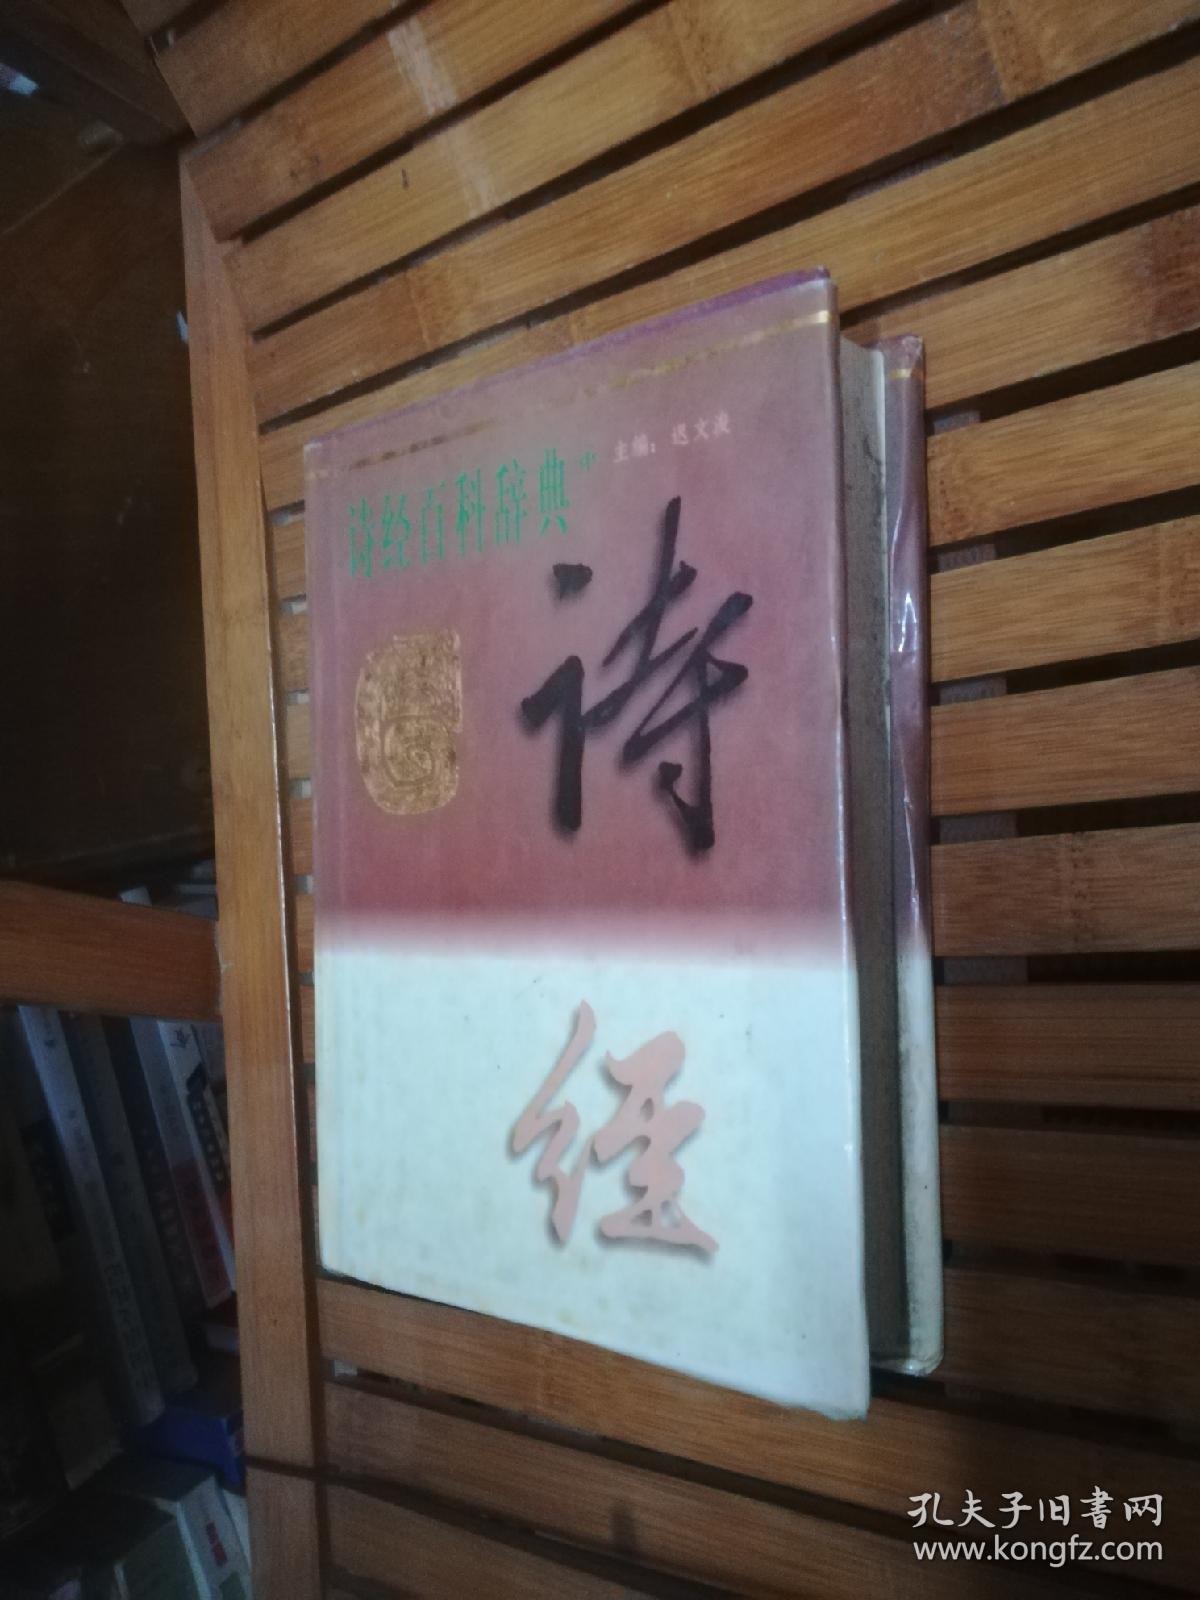 诗经百科辞典 中 主编：迟文浚
诗
经
孔夫子旧書网
www.kongfz.com